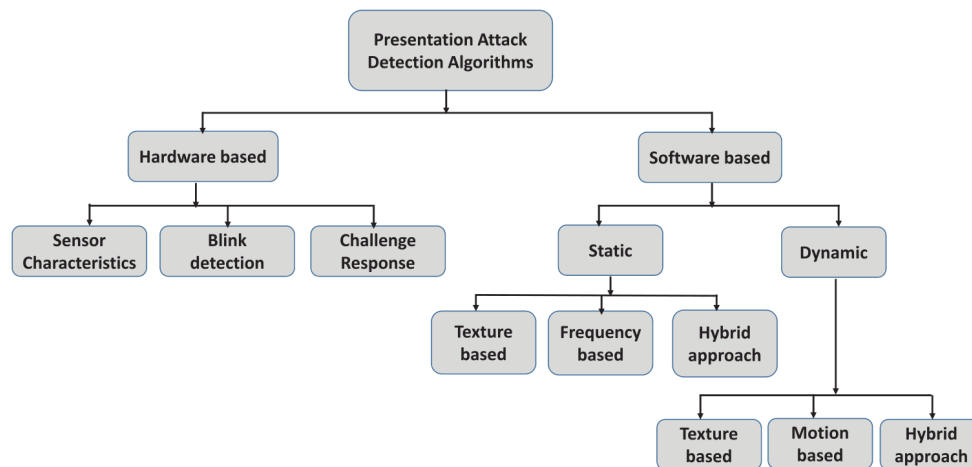 Presentation Attack
Detection Algorithms
Hardware based
Software based
Sensor
Characteristics
Blink
detection
Challenge
Response
Static
Dynamic
Texture
based
Frequency
based
Hybrid
approach
Texture
based
Motion
based
Hybrid
approach